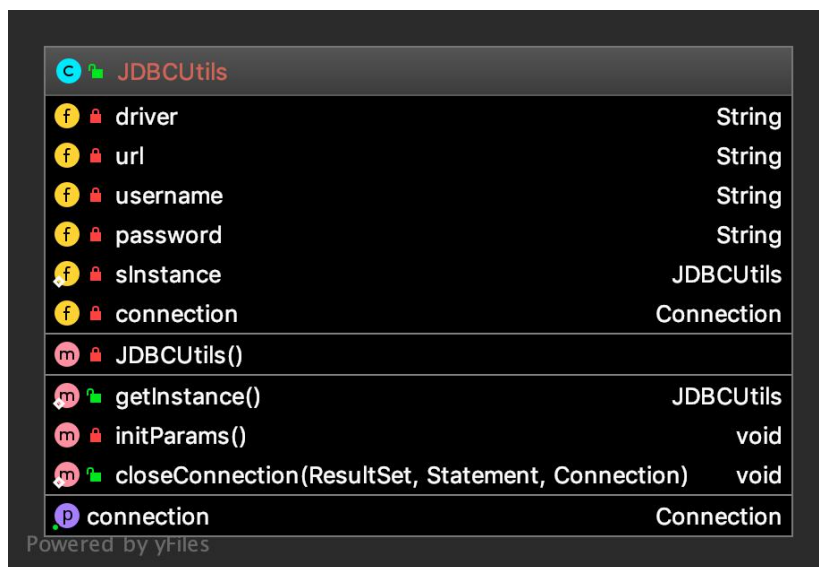 C JDBCUtils
f driver String
f url String
f username String
f password String
f sInstance JDBCUtils
f connection Connection
m JDBCUtils()
m getInstance() JDBCUtils
m initParams() void
m closeConnection(ResultSet, Statement, Connection) void
p connection Connection
Powered by yFiles